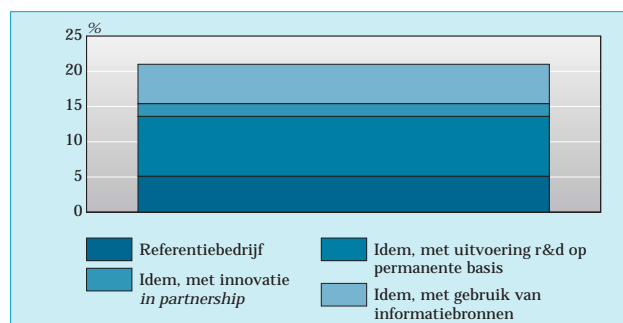 %
25
20
15
10
5
0
Referentiebedrijf
Idem, met innovatie
in partnership
Idem, met uitvoering r&d op
permanente basis
Idem, met gebruik van
informatiebronnen